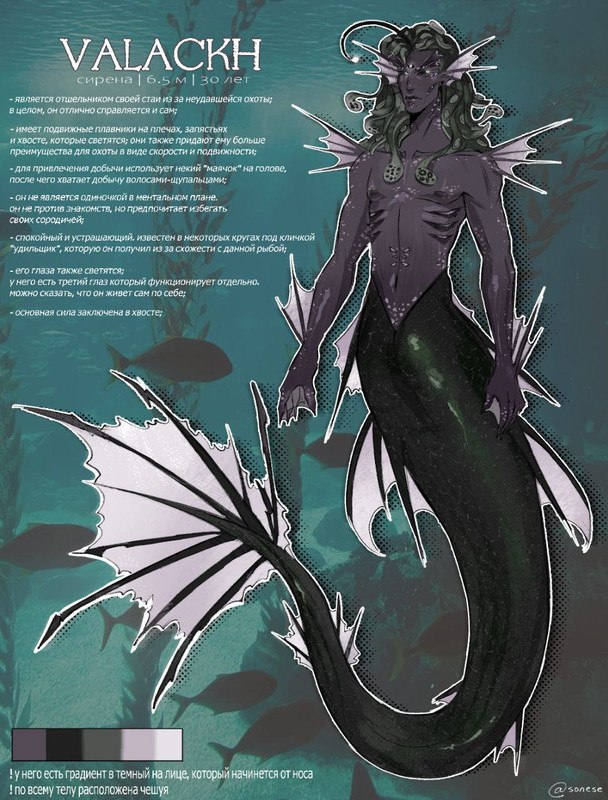 VALACKH
сирена | 6.5 м | 30 лет
- является отшельником своей стаи из за неудавшейся охоты;
в целом, он отлично справляется и сам;
- имеет подвижные плавники на плечах, запястьях
и хвосте, которые светятся; они также придают ему больше
преимущества для охоты в виде скорости и подвижности;
- для привлечения добычи использует некий "маячок" на голове,
после чего хватает добычу волосами-щупальцами;
- он не является одиночкой в ментальном плане.
он не против знакомств, но предпочитает избегать
своих сородичей;
- спокойный и устрашающий. известен в некоторых кругах под кличкой
"удильщик", которую он получил из за схожести с данной рыбой;
- его глаза также светятся;
у него есть третий глаз который функционирует отдельно.
можно сказать, что он живет сам по себе;
- основная сила заключена в хвосте;
! у него есть градиент в темный на лице, который начинется от носа
! по всему телу расположена чешуя
@sonese